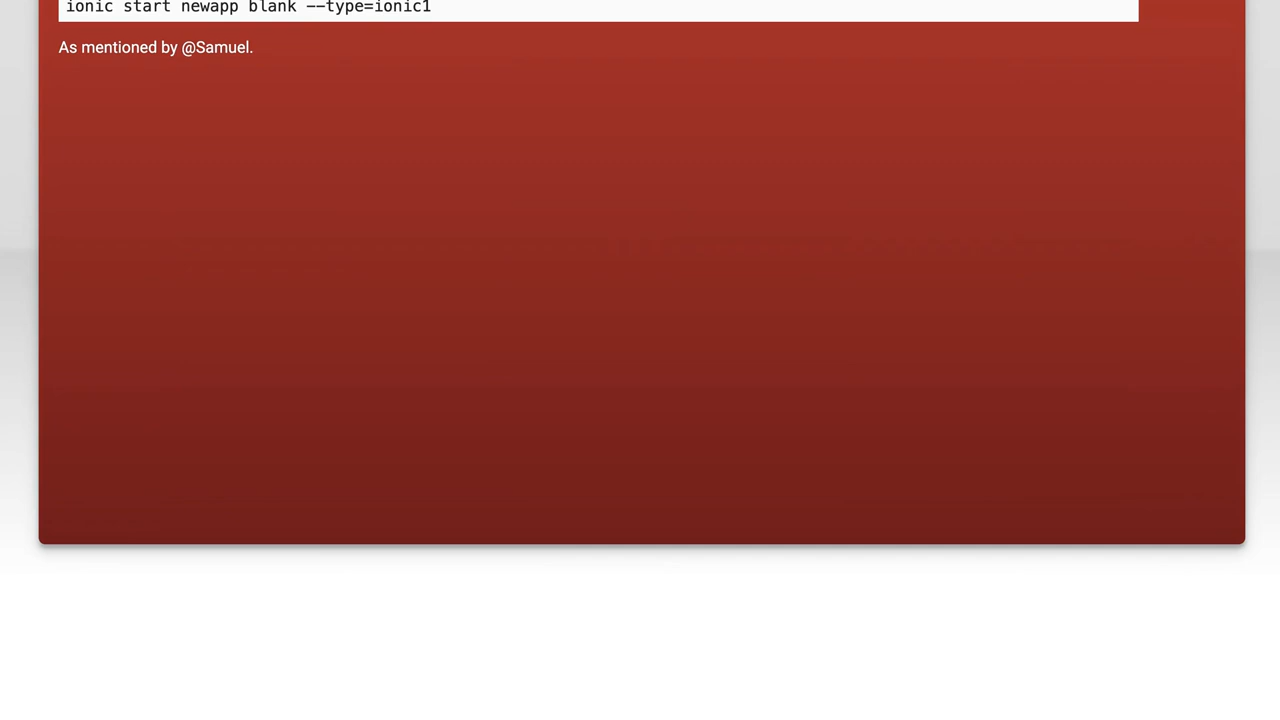 ionic start newapp blank --type=ionic1
As mentioned by @Samuel.